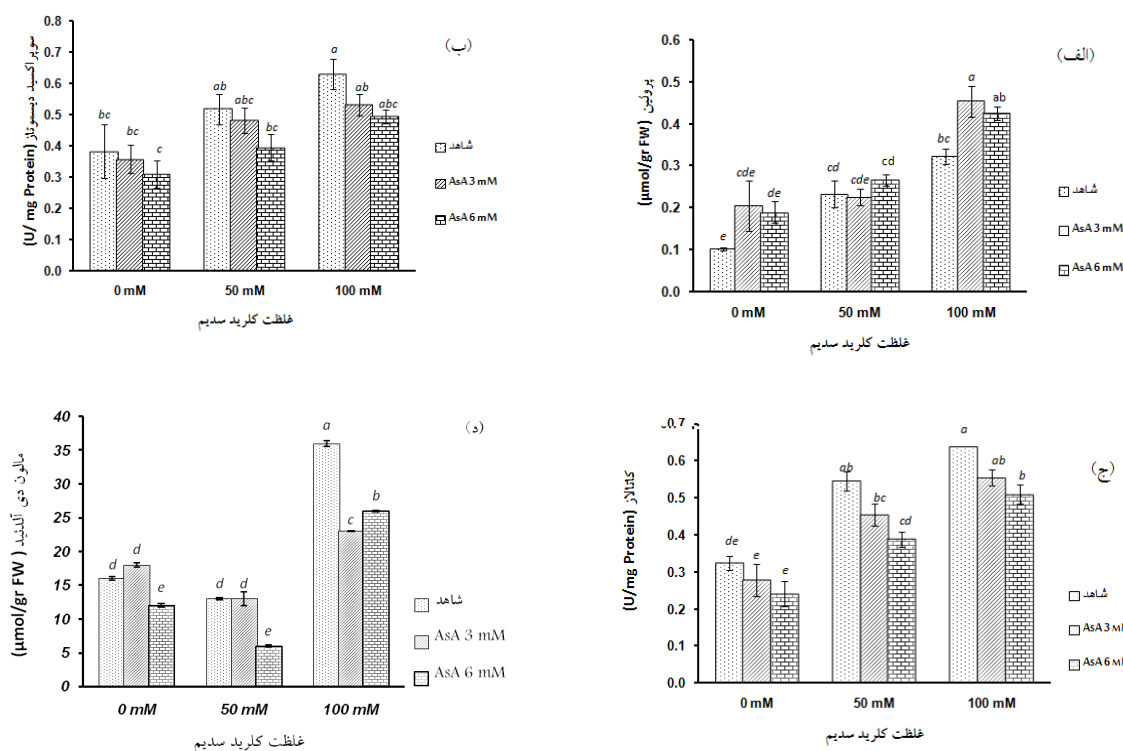 (الف)
پرولین (µmol/gr FW)
0.6
0.5
0.4
0.3
0.2
0.1
0.0
e
cde
de
cd
cde
cd
bc
a
ab
0 mM
50 mM
100 mM
غلظت کلرید سدیم
شاهد
AsA 3 mM
AsA 6 mM
(ب)
سوپراکسید دیسموتاز (U/ mg Protein)
0.8
0.7
0.6
0.5
0.4
0.3
0.2
0.1
0.0
bc
bc
c
ab
abc
bc
a
ab
abc
0 mM
50 mM
100 mM
غلظت کلرید سدیم
شاهد
AsA 3 mM
AsA 6 mM
(ج)
کاتالاز (U/mg Protein)
0.7
0.6
0.5
0.4
0.3
0.2
0.1
0.0
de
e
e
ab
bc
cd
a
ab
b
0 mM
50 mM
100 mM
غلظت کلرید سدیم
شاهد
AsA 3 M
AsA 6 M
(د)
مالون دی آلدئید (µmol/gr FW)
40
35
30
25
20
15
10
5
0
d
d
e
d
d
e
a
c
b
0 mM
50 mM
100 mM
غلظت کلرید سدیم
شاهد
AsA 3 mM
AsA 6 mM